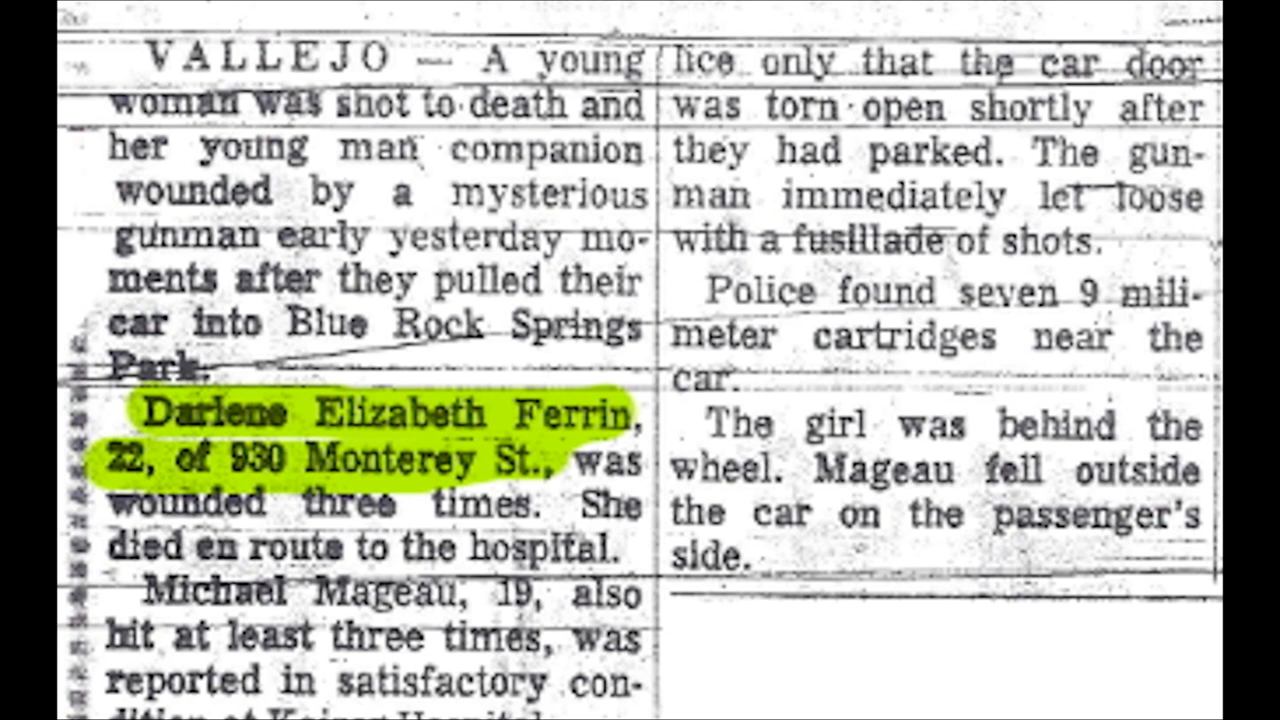 VALLEJO — A young
woman was shot to death and
her young man companion
wounded by a mysterious
gunman early yesterday mo-
ments after they pulled their
car into Blue Rock Springs
Park.
Darlene Elizabeth Ferrin,
22, of 930 Monterey St., was
wounded three times. She
died en route to the hospital.
Michael Mageau, 19, also
hit at least three times, was
reported in satisfactory con-
dition at Kaiser Hospital
lice only that the car door
was torn open shortly after
they had parked. The gun-
man immediately let loose
with a fusillade of shots.
Police found seven 9 mili-
meter cartridges near the
car.
The girl was behind the
wheel. Mageau fell outside
the car on the passenger's
side.